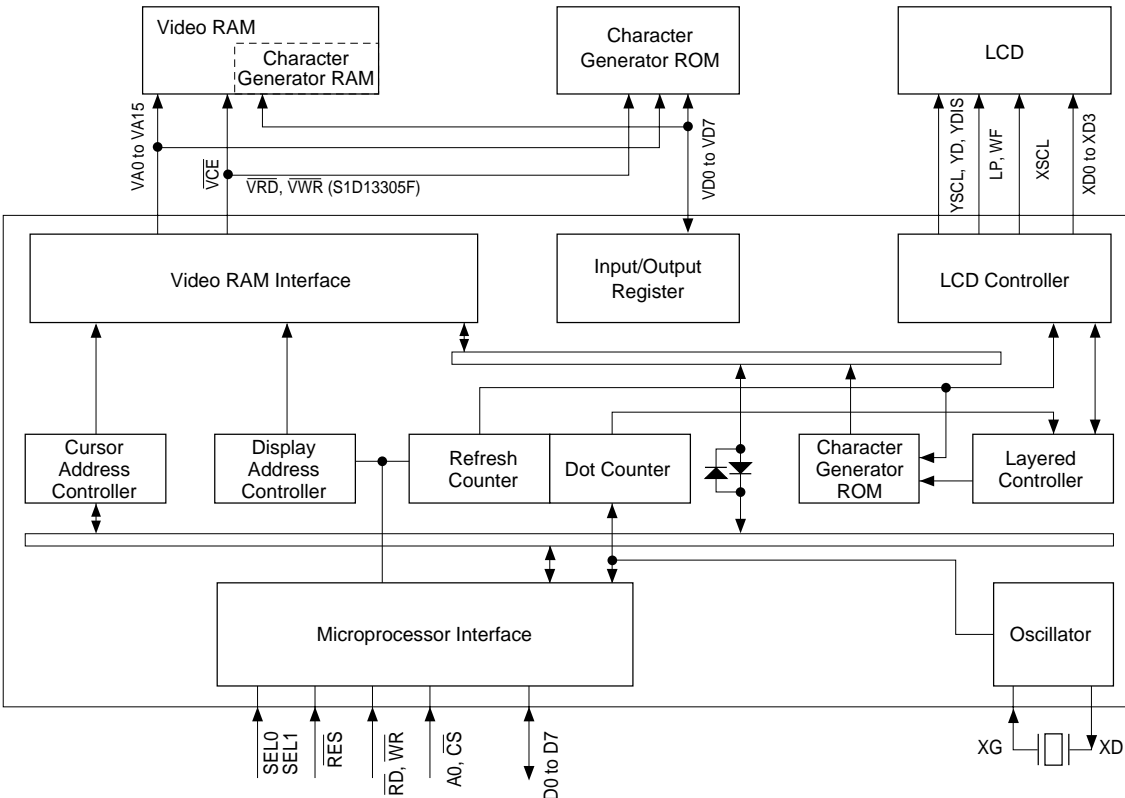 Video RAM
Character
Generator RAM
Character
Generator ROM
LCD
VA0 to VA15
VCE
VRD, VWR (S1D13305F)
VD0 to VD7
YSCL, YD, YDIS
LP, WF
XSCL
XD0 to XD3
Video RAM Interface
Input/Output
Register
LCD Controller
Cursor
Address
Controller
Display
Address
Controller
Refresh
Counter
Dot Counter
Character
Generator
ROM
Layered
Controller
Microprocessor Interface
Oscillator
SEL0
SEL1
RES
RD, WR
A0, CS
D0 to D7
XG
XD